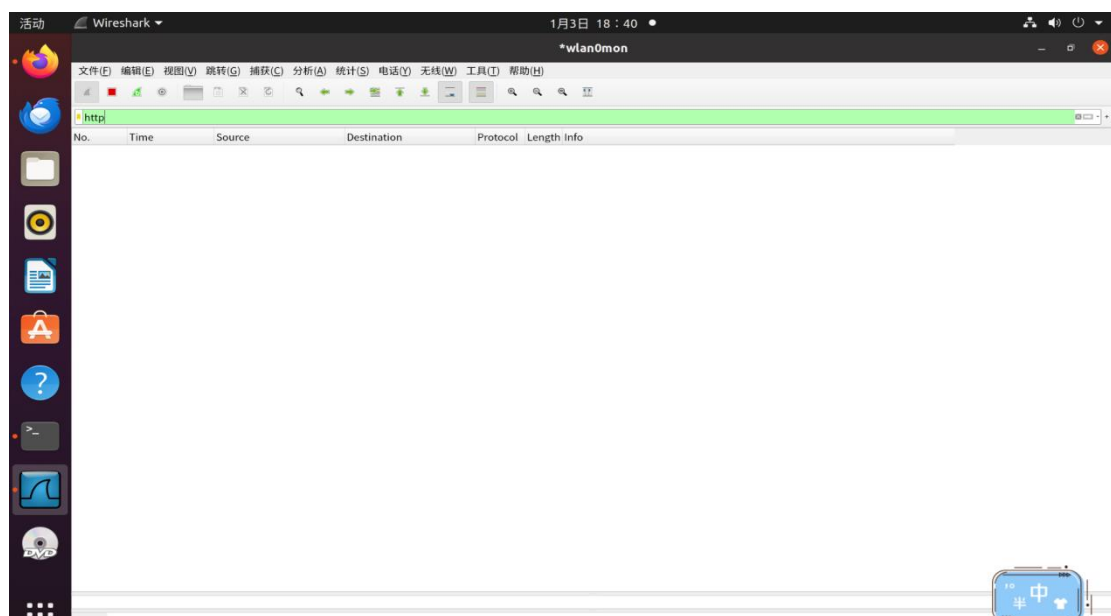 活动 Wireshark 1月3日 18：40
*wlan0mon
文件(F) 编辑(E) 视图(V) 跳转(G) 捕获(C) 分析(A) 统计(S) 电话(Y) 无线(W) 工具(T) 帮助(H)
http
No. Time Source Destination Protocol Length Info
>_
?
DVD
中
半